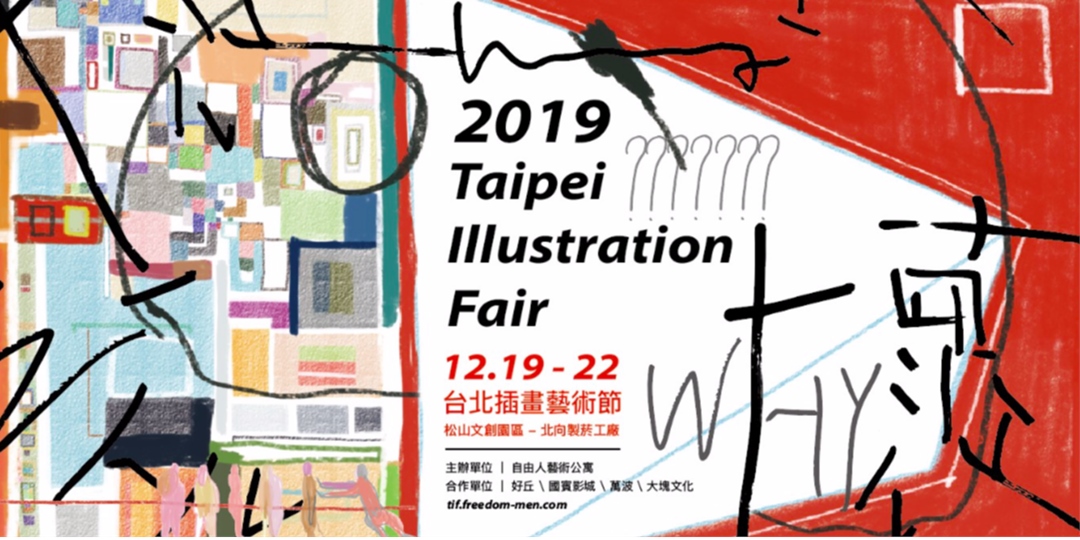 2019
Taipei
Illustration
Fair
???????
12.19 - 22
台北插畫藝術節
松山文創園區 – 北向製菸工廠
主辦單位 | 自由人藝術公寓
合作單位 | 好丘 \ 國賓影城 \ 萬波 \ 大塊文化
tif.freedom-men.com
WHY